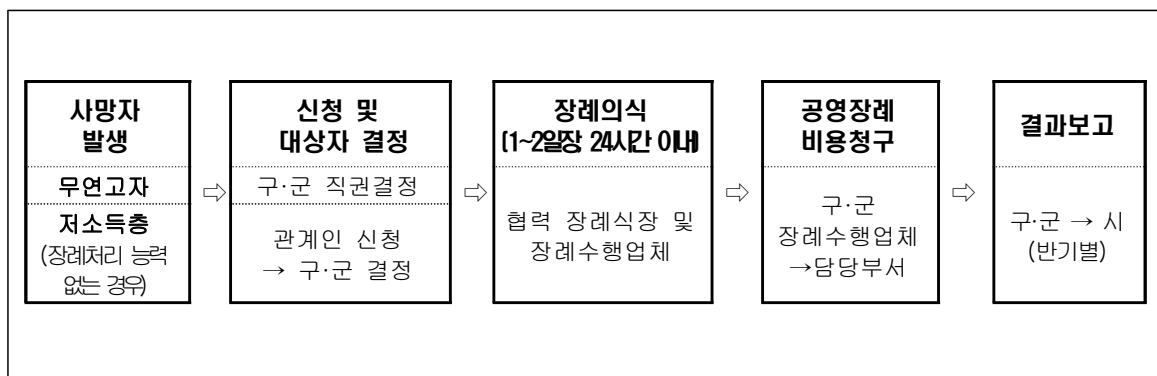 사망자
발생
무연고자
저소득층
(장례처리 능력
없는 경우)
⇨
신청 및
대상자 결정
구·군 직권결정
관계인 신청
→ 구·군 결정
⇨
장례의식
(1~2일장, 24시간 이내)
협력 장례식장 및
장례수행업체
⇨
공영장례
비용청구
구·군
장례수행업체
→담당부서
⇨
결과보고
구·군 → 시
(반기별)